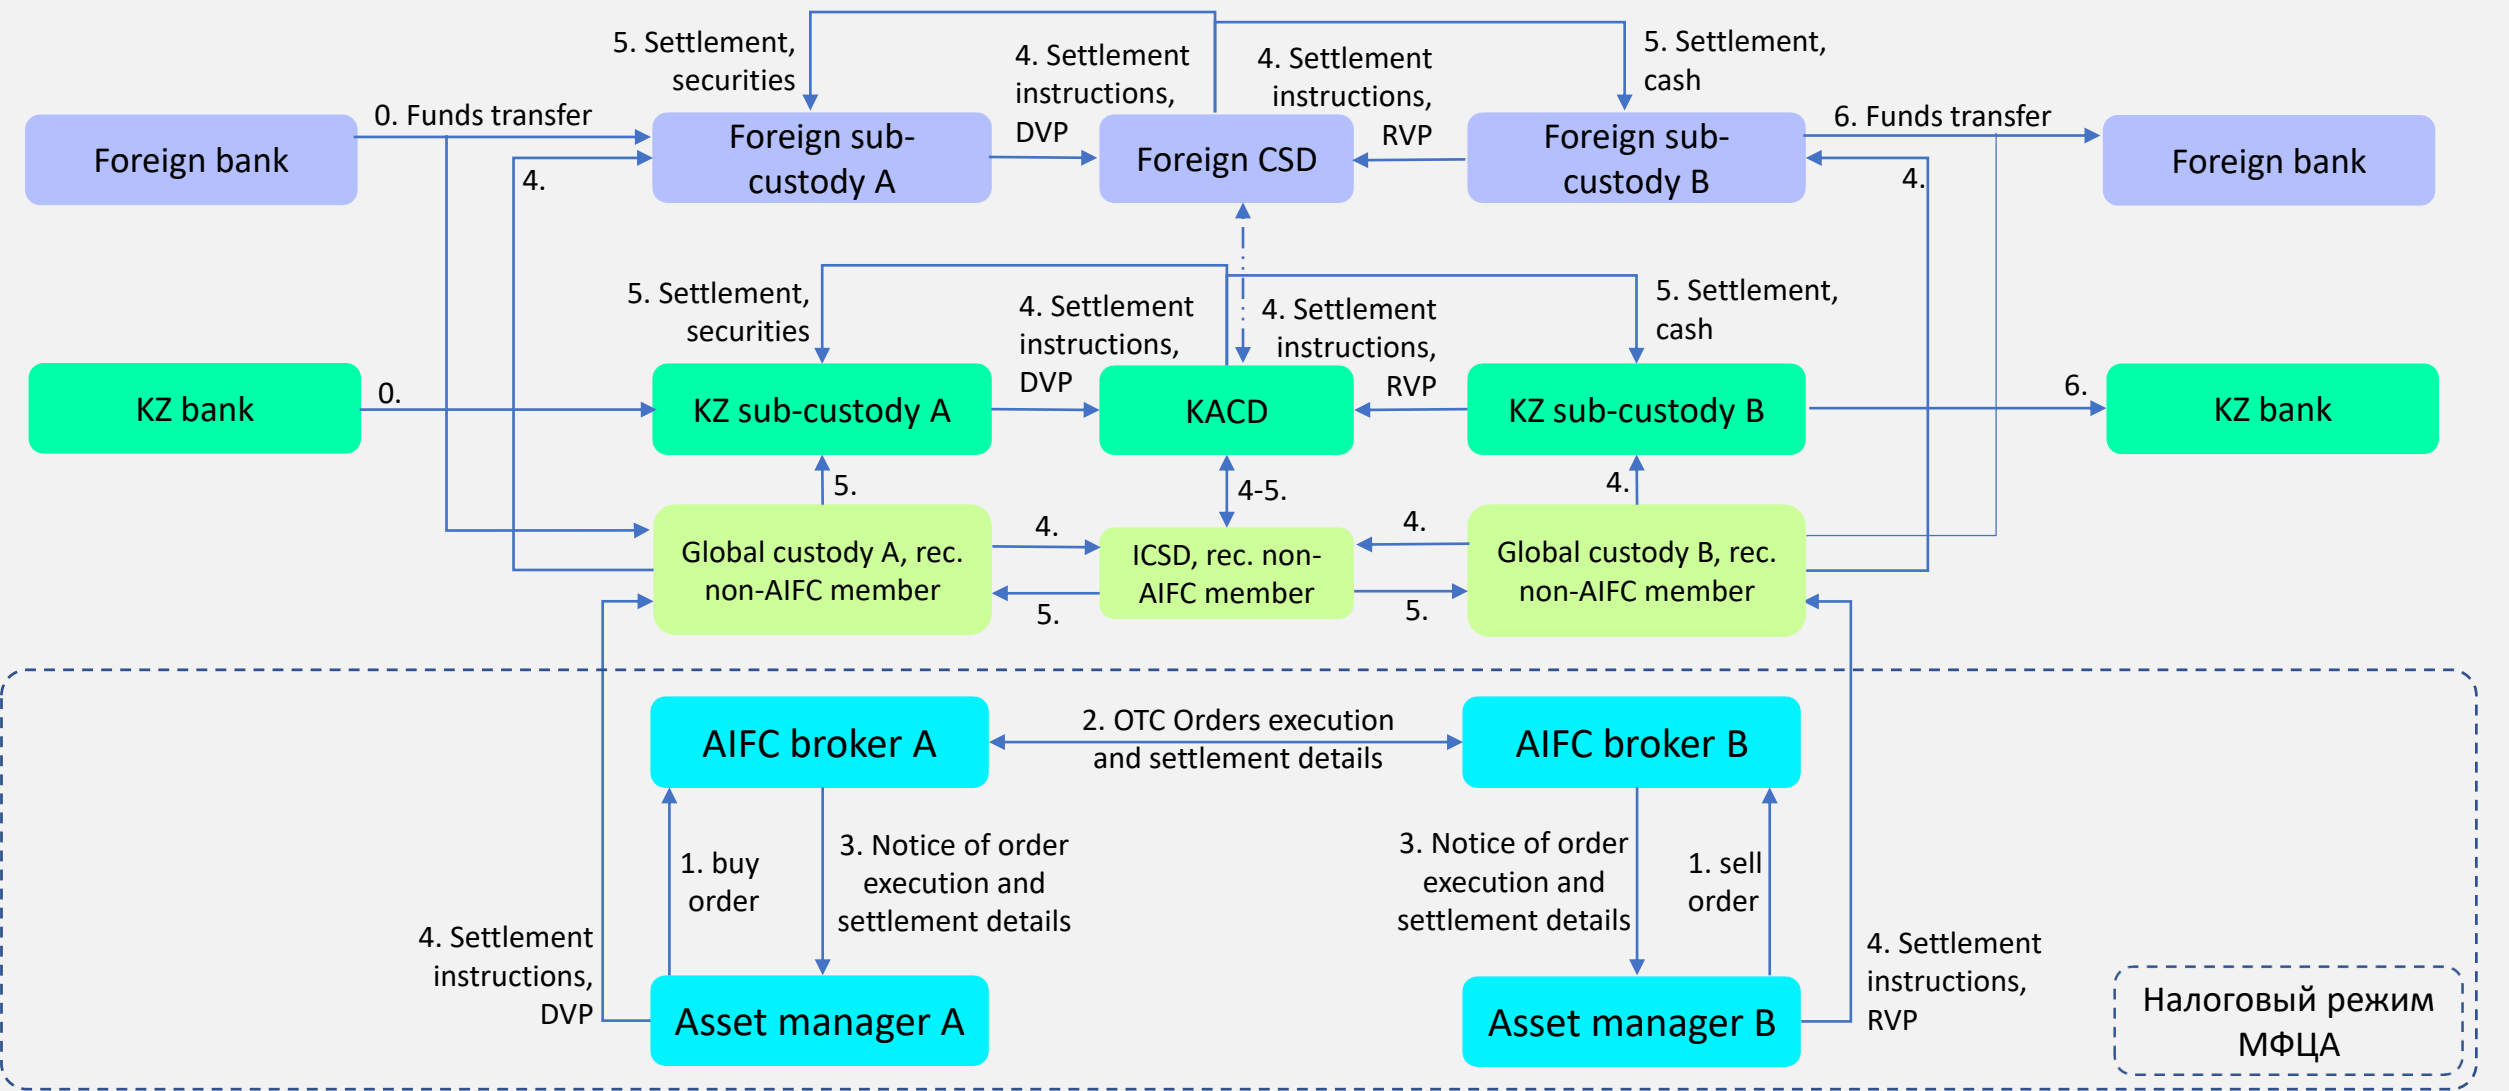 5. Settlement,
securities
4. Settlement
instructions,
DVP
4. Settlement
instructions,
RVP
5. Settlement,
cash
0. Funds transfer
6. Funds transfer
Foreign bank
4.
Foreign sub-
custody A
Foreign CSD
Foreign sub-
custody B
4.
Foreign bank
5. Settlement,
securities
4. Settlement
instructions,
DVP
4. Settlement
instructions,
RVP
5. Settlement,
cash
KZ bank
0.
KZ sub-custody A
KACD
KZ sub-custody B
6.
KZ bank
5.
4-5.
4.
Global custody A, rec.
non-AIFC member
4.
5.
ICSD, rec. non-
AIFC member
4.
5.
Global custody B, rec.
non-AIFC member
AIFC broker A
2. OTC Orders execution
and settlement details
AIFC broker B
1. buy
order
3. Notice of order
execution and
settlement details
3. Notice of order
execution and
settlement details
1. sell
order
4. Settlement
instructions,
DVP
Asset manager A
Asset manager B
4. Settlement
instructions,
RVP
Налоговый режим
МФЦА